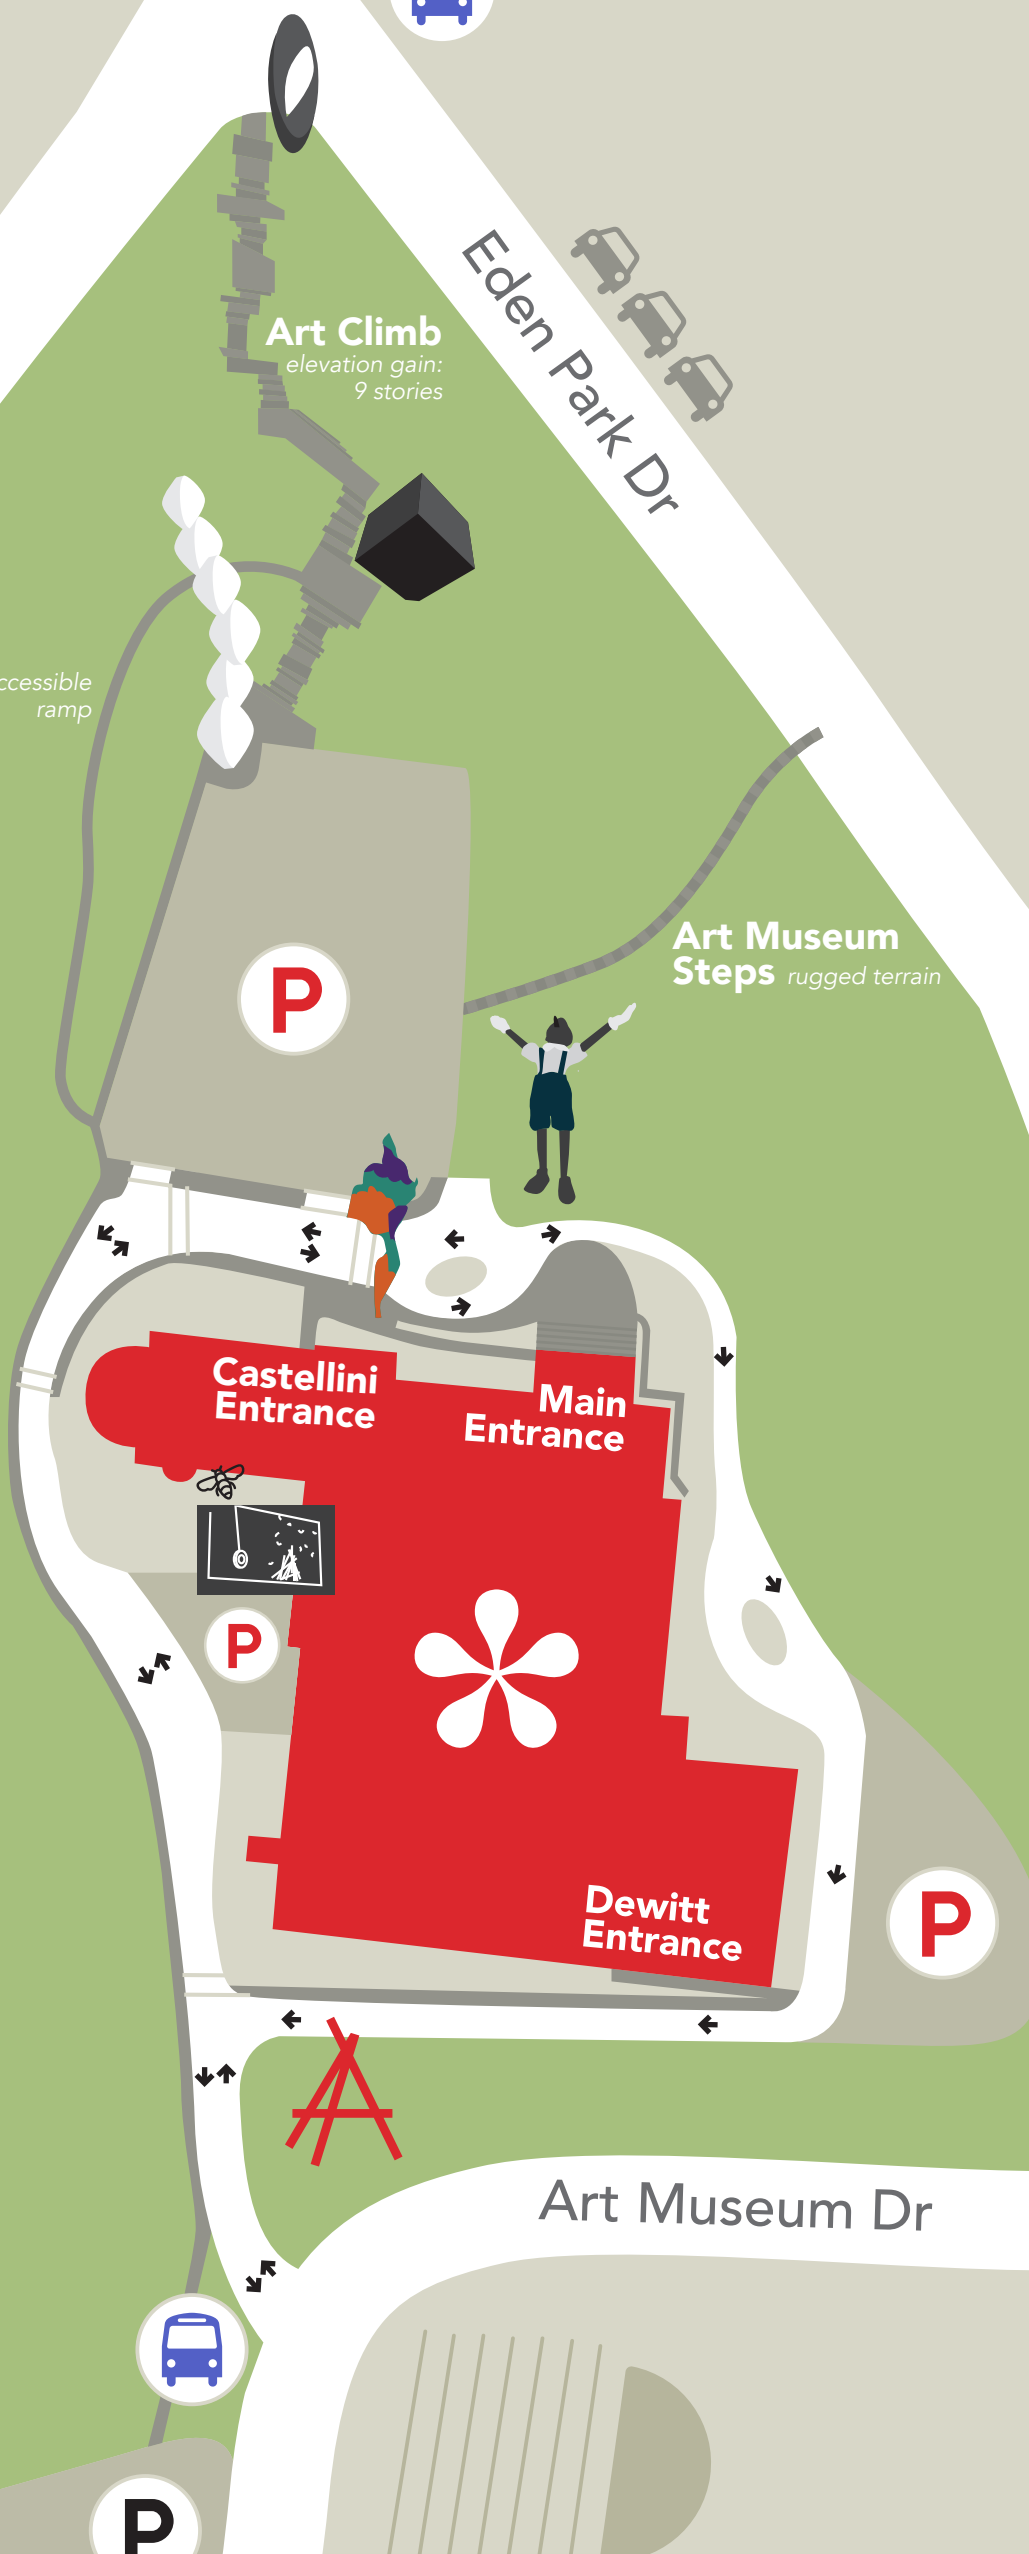 Art Climb
elevation gain:
9 stories
Eden Park Dr
ramp
Art Museum
Steps rugged terrain
P
Castellini
Entrance
Main
Entrance
P
Dewitt
Entrance
P
Art Museum Dr
P